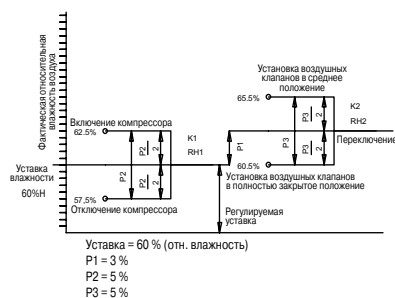 Фактическая относительная
влажность воздуха
Установка воздушных
клапанов в среднее
положение
65.5%
K2
RH2
P3
2
P3
P3
2
Переключение
Включение компрессора
62.5%
K1
RH1
P2
2
P2
P2
2
P1
60.5%
Установка воздушных клапанов
в полностью закрытое положение
Уставка
влажности
60%H
57,5%
Отключение компрессора
Регулируемая
уставка
Уставка = 60 % (отн. влажность)
P1 = 3 %
P2 = 5 %
P3 = 5 %